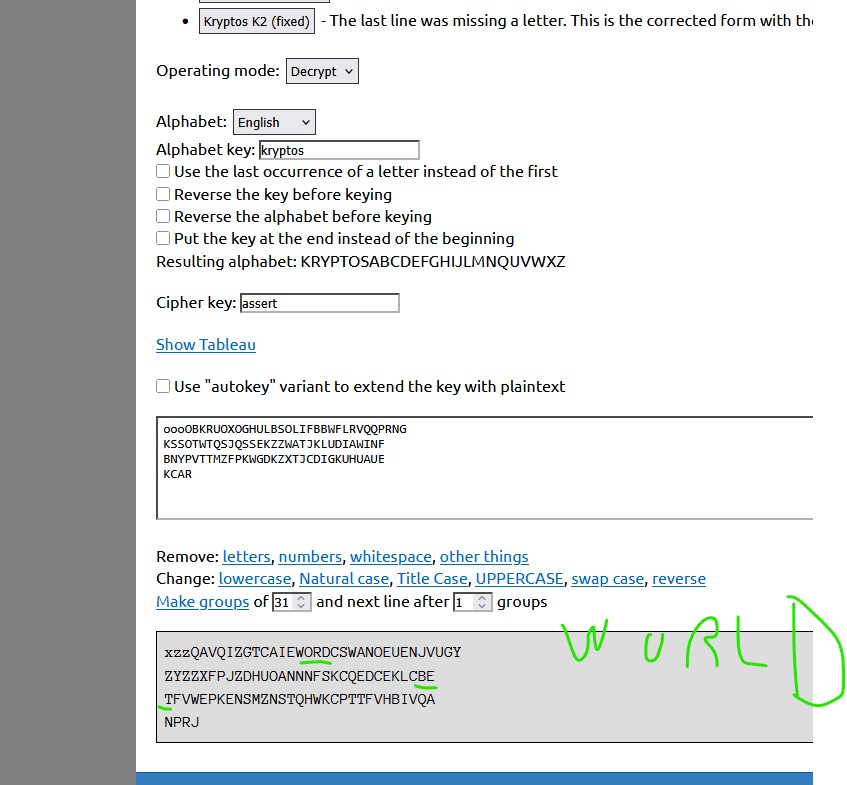 Kryptos K2 (fixed) - The last line was missing a letter. This is the corrected form with the
Operating mode: Decrypt
Alphabet: English
Alphabet key: kryptos
Use the last occurrence of a letter instead of the first
Reverse the key before keying
Reverse the alphabet before keying
Put the key at the end instead of the beginning
Resulting alphabet: KRYPTOSABCDEFGHIJLMNQUVWXZ
Cipher key: assert
Show Tableau
Use "autokey" variant to extend the key with plaintext
oooOBKRUOXOGHULBSOLIFBBWFLRVQQPRNG
KSSOTWTQSJQSSEKZZWATJKLUDIAWINF
BNYPVTTMZFPKWGDKZXTJCDIGKUHUAUE
KCAR
Remove: letters, numbers, whitespace, other things
Change: lowercase, Natural case, Title Case, UPPERCASE, swap case, reverse
Make groups of 31 and next line after 1 groups
WORLD
xzzQAVQIZGTCAIEWORDCSWANOEUENJVUGY
ZYZZXFPJZDHUOANNNFSKCQEDCEKLCBE
TFVWEPKENSMZNSTQHWKCPTTFVHBIVQA
NPRJ